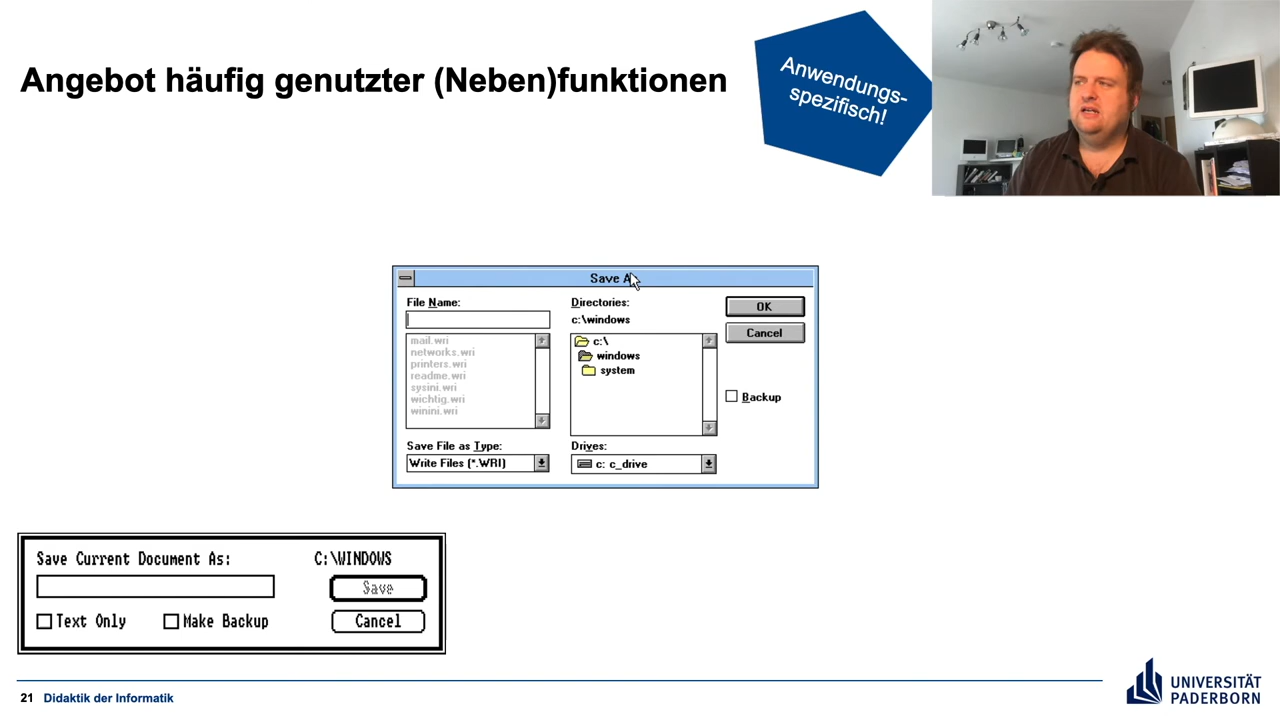 Angebot häufig genutzter (Neben)funktionen
Anwendungs-
spezifisch!
Save A
File Name:
Directories:
c:\windows
OK
Cancel
mail.wri
networks.wri
printers.wri
readme.wri
sysini.wri
wichtig.wri
winini.wri
c:\
windows
system
Backup
Save File as Type:
Write Files (*.WRI)
Drives:
c: c_drive
Save Current Document As:
C:\WINDOWS
Save
Text Only
Make Backup
Cancel
21 Didaktik der Informatik
UNIVERSITÄT
PADERBORN